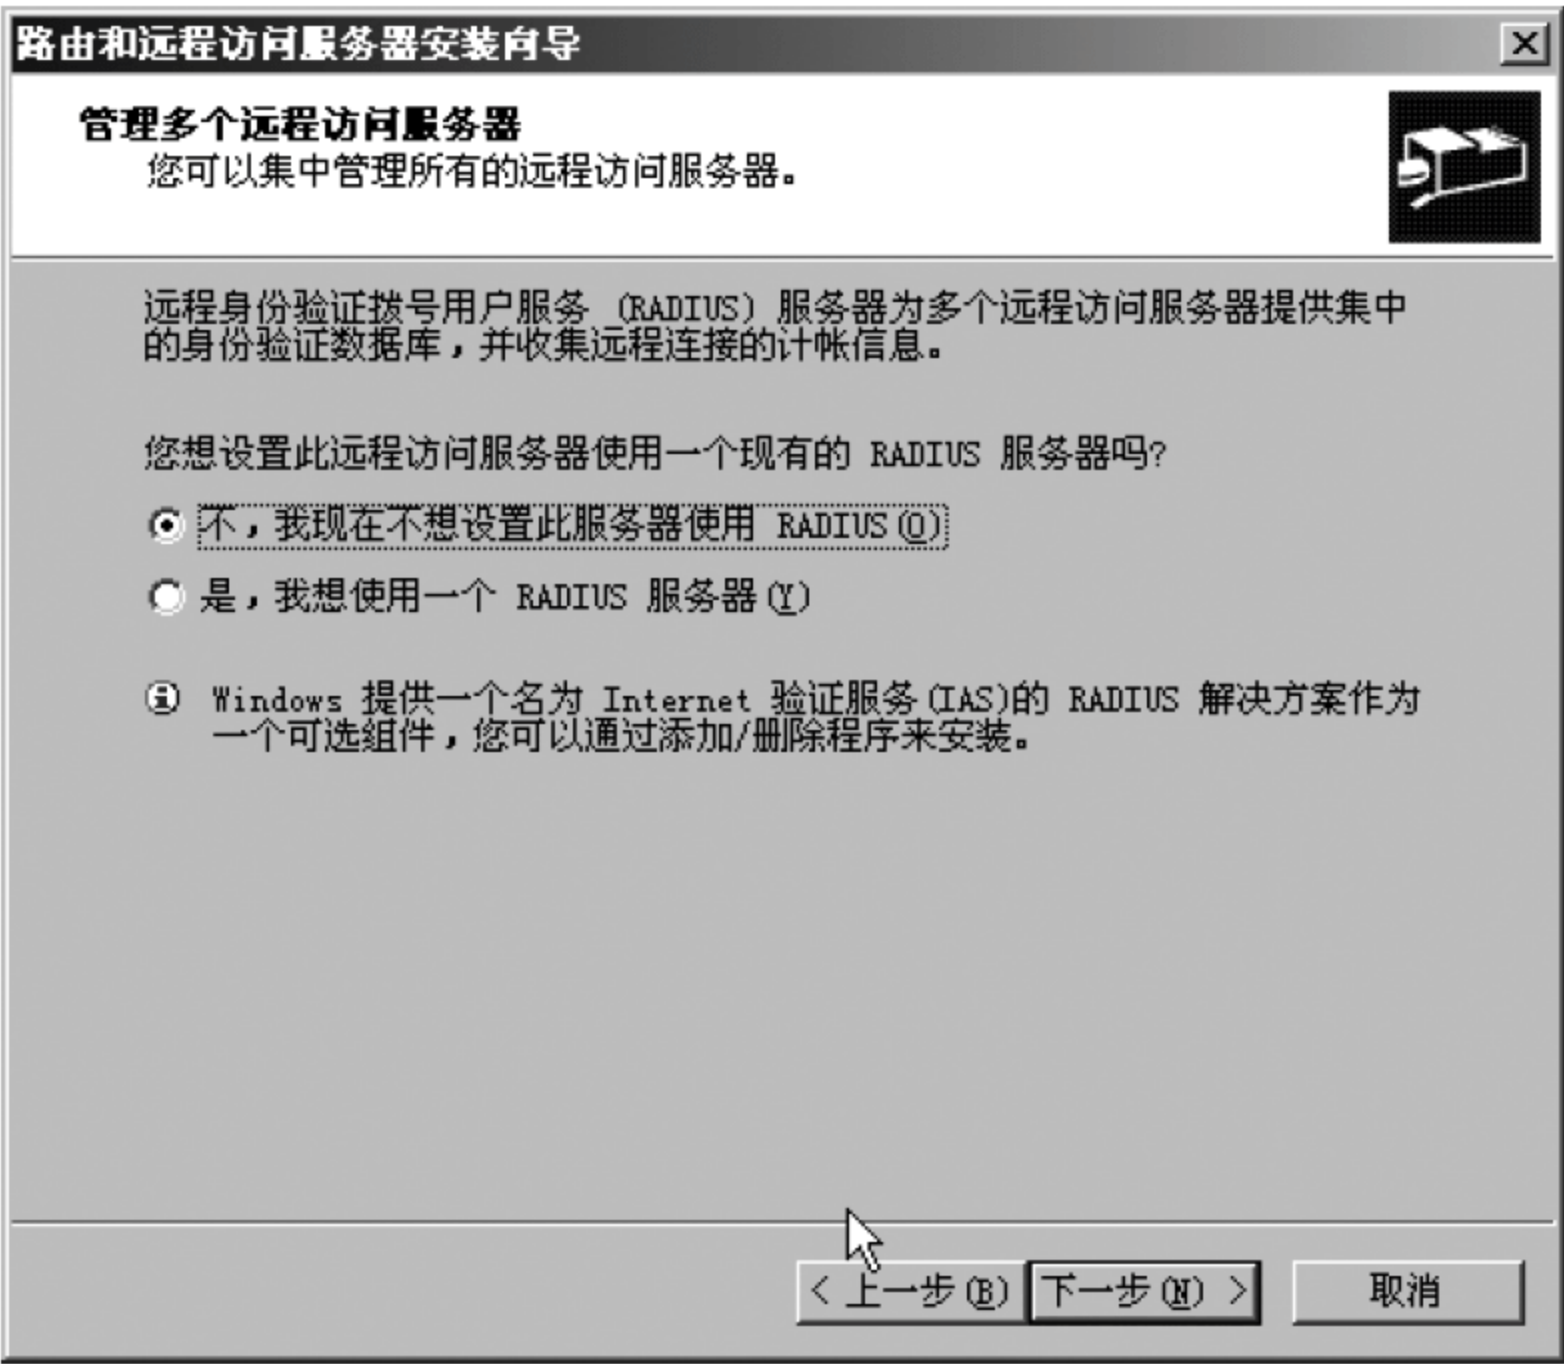 路由和远程访问服务器安装向导
管理多个远程访问服务器
您可以集中管理所有的远程访问服务器。
远程身份验证拨号用户服务 (RADIUS) 服务器为多个远程访问服务器提供集中
的身份验证数据库，并收集远程连接的计帐信息。
您想设置此远程访问服务器使用一个现有的 RADIUS 服务器吗?
不，我现在不想设置此服务器使用 RADIUS(O)
是，我想使用一个 RADIUS 服务器(Y)
Windows 提供一个名为 Internet 验证服务(IAS)的 RADIUS 解决方案作为
一个可选组件，您可以通过添加/删除程序来安装。
< 上一步(B) 下一步(N) > 取消